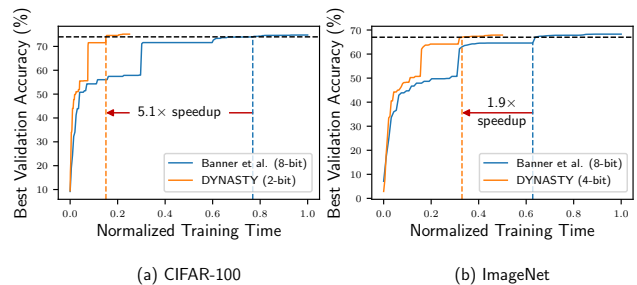 Best Validation Accuracy (%)
70
60
50
40
30
20
10
5.1× speedup
Banner et al. (8-bit)
DYNASTY (2-bit)
0.0 0.2 0.4 0.6 0.8 1.0
Normalized Training Time
(a) CIFAR-100
Best Validation Accuracy (%)
70
60
50
40
30
20
10
0
1.9×
speedup
Banner et al. (8-bit)
DYNASTY (4-bit)
0.0 0.2 0.4 0.6 0.8 1.0
Normalized Training Time
(b) ImageNet